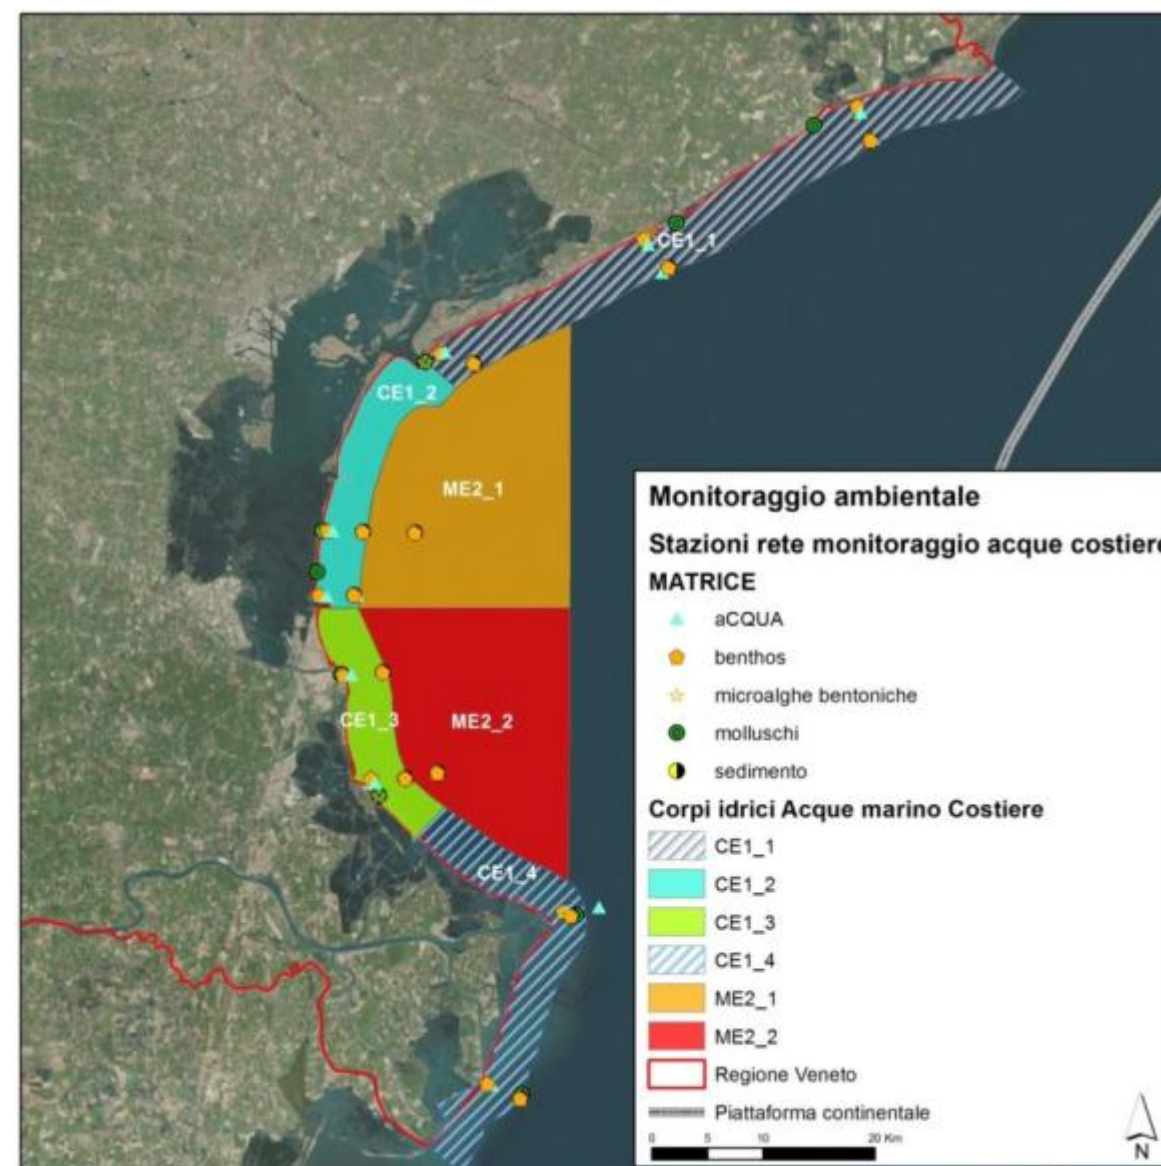 CE1_1
CE1_2
ME2_1
CE1_3
ME2_2
CE1_4
Monitoraggio ambientale
Stazioni rete monitoraggio acque costiere
MATRICE
aCQUA
benthos
microalghe bentoniche
molluschi
sedimento
Corpi idrici Acque marino Costiere
CE1_1
CE1_2
CE1_3
CE1_4
ME2_1
ME2_2
Regione Veneto
Piattaforma continentale
0 5 10 20 Km
N